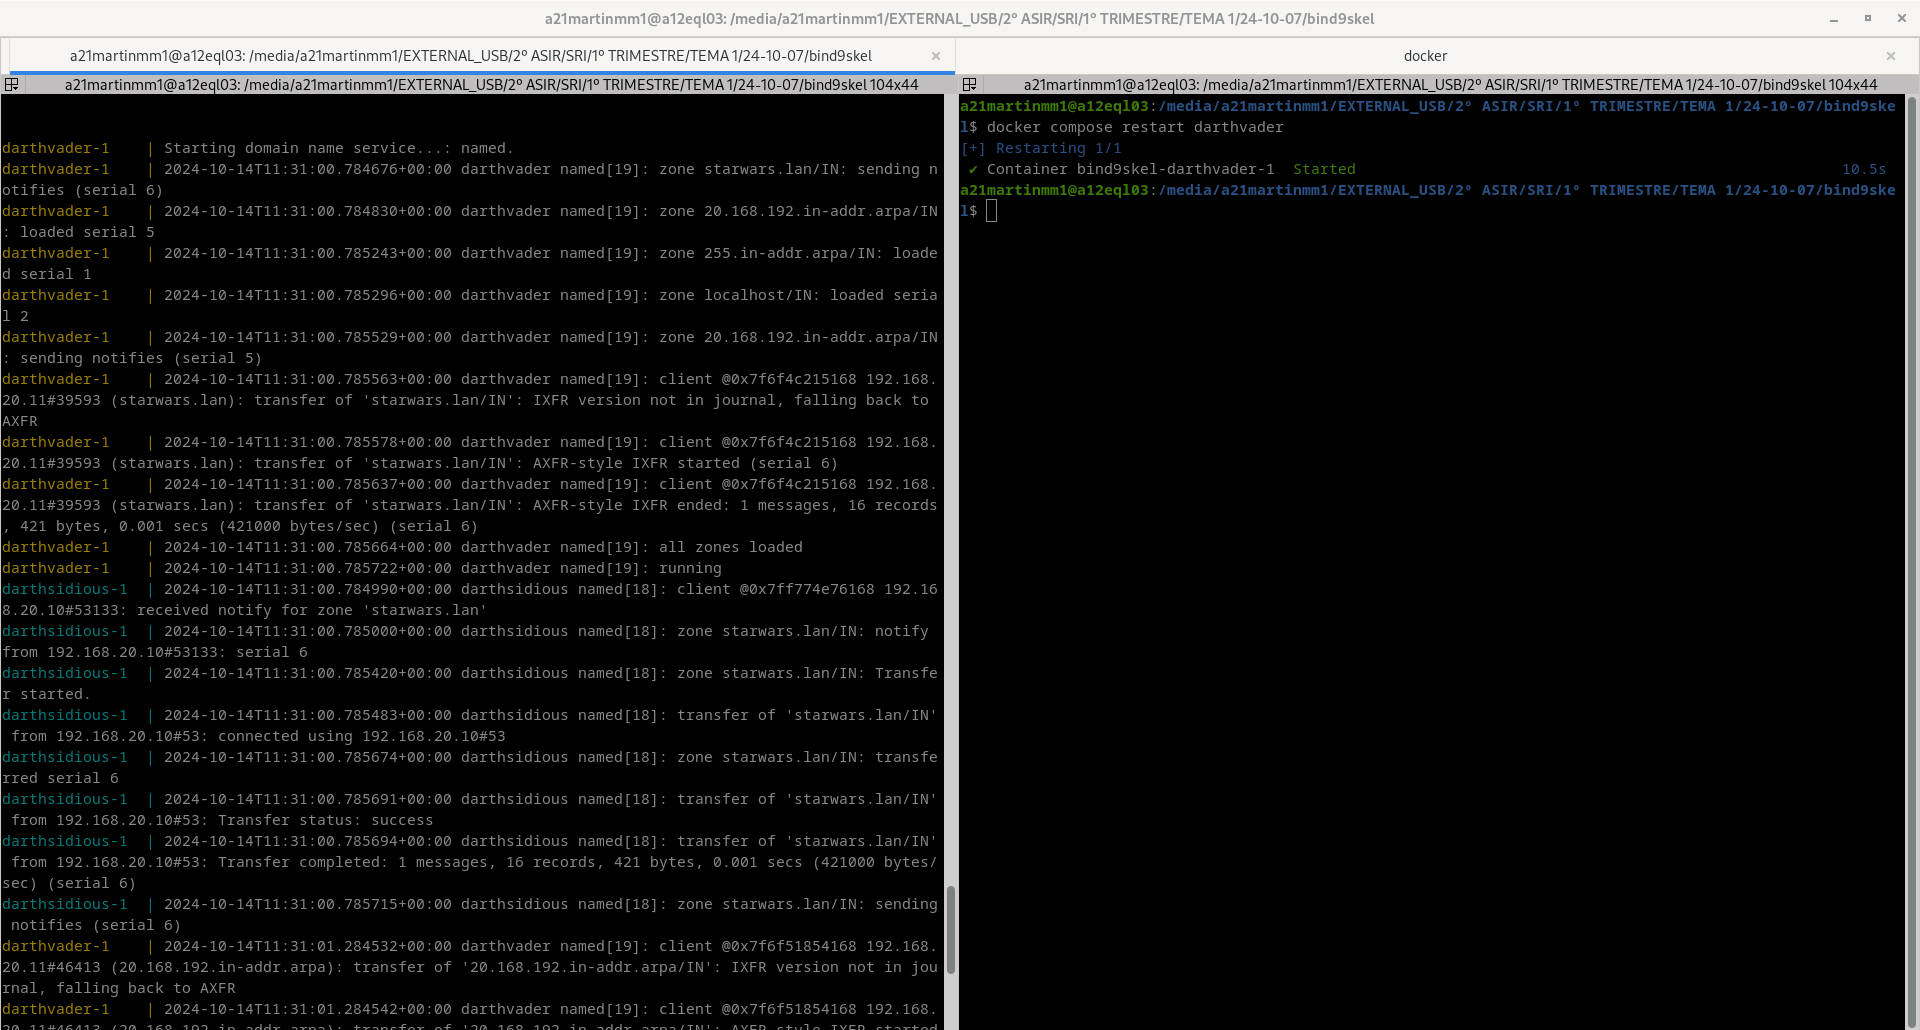 a21martinmm1@a12eql03: /media/a21martinmm1/EXTERNAL_USB/2º ASIR/SRI/1º TRIMESTRE/TEMA 1/24-10-07/bind9skel
a21martinmm1@a12eql03: /media/a21martinmm1/EXTERNAL_USB/2º ASIR/SRI/1º TRIMESTRE/TEMA 1/24-10-07/bind9skel
docker
a21martinmm1@a12eql03: /media/a21martinmm1/EXTERNAL_USB/2º ASIR/SRI/1º TRIMESTRE/TEMA 1/24-10-07/bind9skel 104x44
darthvader-1    | Starting domain name service...: named.
darthvader-1    | 2024-10-14T11:31:00.784676+00:00 darthvader named[19]: zone starwars.lan/IN: sending n
otifies (serial 6)
darthvader-1    | 2024-10-14T11:31:00.784830+00:00 darthvader named[19]: zone 20.168.192.in-addr.arpa/IN
: loaded serial 5
darthvader-1    | 2024-10-14T11:31:00.785243+00:00 darthvader named[19]: zone 255.in-addr.arpa/IN: loade
d serial 1
darthvader-1    | 2024-10-14T11:31:00.785296+00:00 darthvader named[19]: zone localhost/IN: loaded seria
l 2
darthvader-1    | 2024-10-14T11:31:00.785529+00:00 darthvader named[19]: zone 20.168.192.in-addr.arpa/IN
: sending notifies (serial 5)
darthvader-1    | 2024-10-14T11:31:00.785563+00:00 darthvader named[19]: client @0x7f6f4c215168 192.168.
20.11#39593 (starwars.lan): transfer of 'starwars.lan/IN': IXFR version not in journal, falling back to
AXFR
darthvader-1    | 2024-10-14T11:31:00.785578+00:00 darthvader named[19]: client @0x7f6f4c215168 192.168.
20.11#39593 (starwars.lan): transfer of 'starwars.lan/IN': AXFR-style IXFR started (serial 6)
darthvader-1    | 2024-10-14T11:31:00.785637+00:00 darthvader named[19]: client @0x7f6f4c215168 192.168.
20.11#39593 (starwars.lan): transfer of 'starwars.lan/IN': AXFR-style IXFR ended: 1 messages, 16 records
, 421 bytes, 0.001 secs (421000 bytes/sec) (serial 6)
darthvader-1    | 2024-10-14T11:31:00.785664+00:00 darthvader named[19]: all zones loaded
darthvader-1    | 2024-10-14T11:31:00.785722+00:00 darthvader named[19]: running
darthsidious-1  | 2024-10-14T11:31:00.784990+00:00 darthsidious named[18]: client @0x7ff774e76168 192.16
8.20.10#53133: received notify for zone 'starwars.lan'
darthsidious-1  | 2024-10-14T11:31:00.785000+00:00 darthsidious named[18]: zone starwars.lan/IN: notify
from 192.168.20.10#53133: serial 6
darthsidious-1  | 2024-10-14T11:31:00.785420+00:00 darthsidious named[18]: zone starwars.lan/IN: Transfe
r started.
darthsidious-1  | 2024-10-14T11:31:00.785483+00:00 darthsidious named[18]: transfer of 'starwars.lan/IN'
from 192.168.20.10#53: connected using 192.168.20.10#53
darthsidious-1  | 2024-10-14T11:31:00.785674+00:00 darthsidious named[18]: zone starwars.lan/IN: transfe
rred serial 6
darthsidious-1  | 2024-10-14T11:31:00.785691+00:00 darthsidious named[18]: transfer of 'starwars.lan/IN'
from 192.168.20.10#53: Transfer status: success
darthsidious-1  | 2024-10-14T11:31:00.785694+00:00 darthsidious named[18]: transfer of 'starwars.lan/IN'
from 192.168.20.10#53: Transfer completed: 1 messages, 16 records, 421 bytes, 0.001 secs (421000 bytes/
sec) (serial 6)
darthsidious-1  | 2024-10-14T11:31:00.785715+00:00 darthsidious named[18]: zone starwars.lan/IN: sending
notifies (serial 6)
darthvader-1    | 2024-10-14T11:31:01.284532+00:00 darthvader named[19]: client @0x7f6f51854168 192.168.
20.11#46413 (20.168.192.in-addr.arpa): transfer of '20.168.192.in-addr.arpa/IN': IXFR version not in jou
rnal, falling back to AXFR
darthvader-1    | 2024-10-14T11:31:01.284542+00:00 darthvader named[19]: client @0x7f6f51854168 192.168.
20.11#46413 (20.168.192.in-addr.arpa): transfer of '20.168.192.in-addr.arpa/IN': AXFR-style IXFR started
a21martinmm1@a12eql03: /media/a21martinmm1/EXTERNAL_USB/2º ASIR/SRI/1º TRIMESTRE/TEMA 1/24-10-07/bind9skel 104x44
a21martinmm1@a12eql03:/media/a21martinmm1/EXTERNAL_USB/2º ASIR/SRI/1º TRIMESTRE/TEMA 1/24-10-07/bind9ske
l$ docker compose restart darthvader
[+] Restarting 1/1
✔ Container bind9skel-darthvader-1  Started 10.5s
a21martinmm1@a12eql03:/media/a21martinmm1/EXTERNAL_USB/2º ASIR/SRI/1º TRIMESTRE/TEMA 1/24-10-07/bind9ske
l$